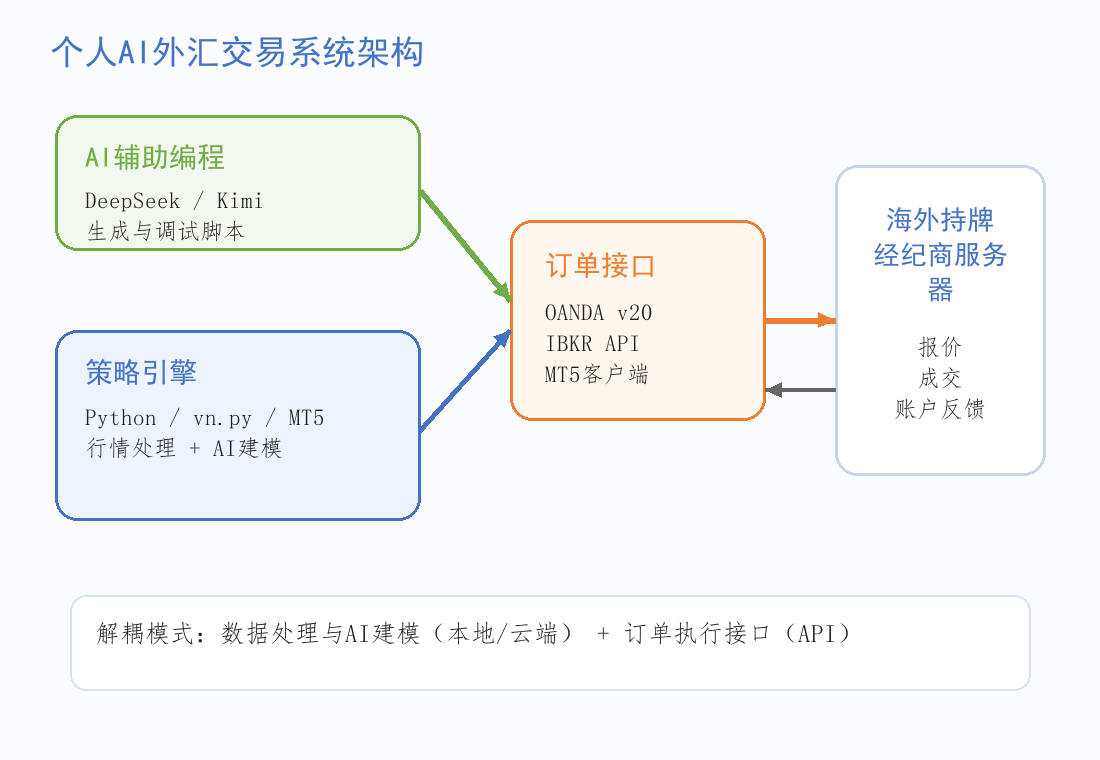 个人AI外汇交易系统架构
AI辅助编程
DeepSeek / Kimi
生成与调试脚本
策略引擎
Python / vn.py / MT5
行情处理 + AI建模
订单接口
OANDA v20
IBKR API
MT5客户端
海外持牌
经纪商服务
器
报价
成交
账户反馈
解耦模式：数据处理与AI建模（本地/云端） + 订单执行接口（API）